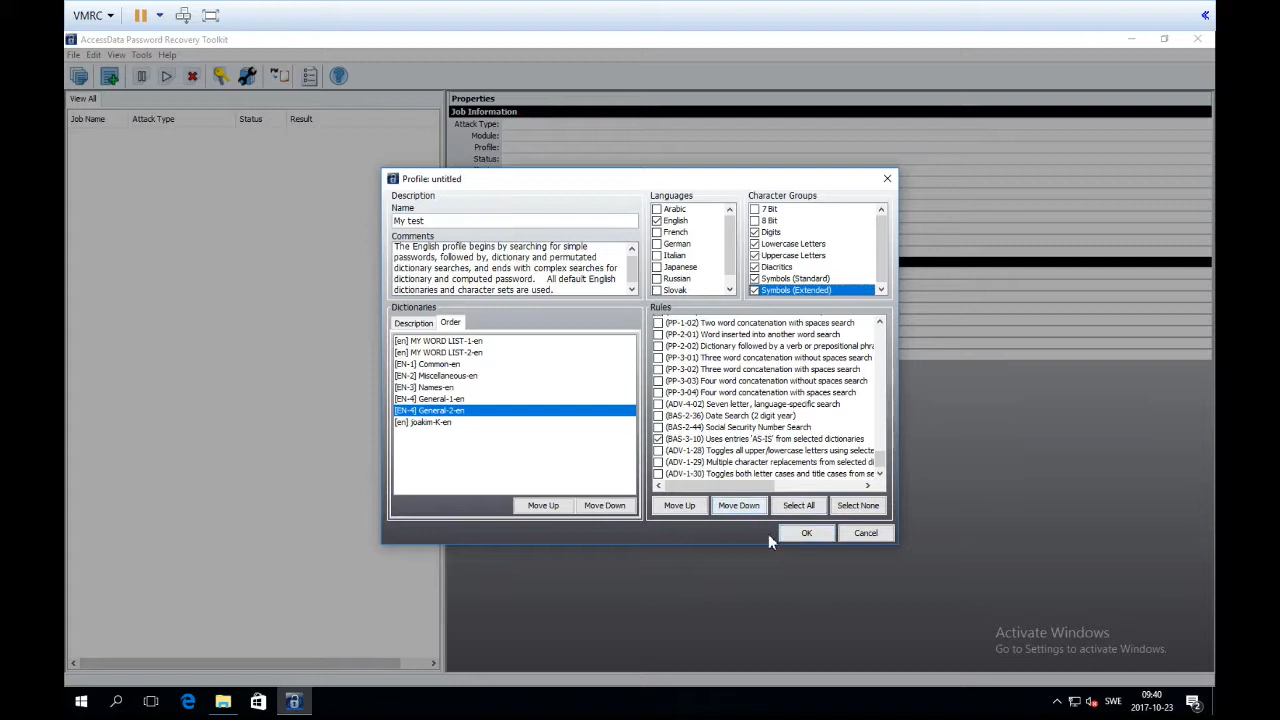 VMRC
AccessData Password Recovery Toolkit
File Edit View Tools Help
View All
Job Name Attack Type Status Result
Properties
Job Information
Attack Type:
Module:
Profile:
Status:
Profile: untitled
Description
Name
My test
Comments
The English profile begins by searching for simple
passwords, followed by, dictionary and permutated
dictionary searches, and ends with complex searches for
dictionary and computed password. All default English
dictionaries and character sets are used.
Languages
Arabic
English
French
German
Italian
Japanese
Russian
Slovak
Character Groups
7 Bit
8 Bit
Digits
Lowercase Letters
Uppercase Letters
Diacritics
Symbols (Standard)
Symbols (Extended)
Dictionaries
Description Order
[en] MY WORD LIST-1-en
[en] MY WORD LIST-2-en
[EN-1] Common-en
[EN-2] Miscellaneous-en
[EN-3] Names-en
[EN-4] General-1-en
[EN-4] General-2-en
[en] joakim-K-en
Move Up Move Down
Rules
(PP-1-02) Two word concatenation with spaces search
(PP-2-01) Word inserted into another word search
(PP-2-02) Dictionary followed by a verb or prepositional phra
(PP-3-01) Three word concatenation without spaces search
(PP-3-02) Three word concatenation with spaces search
(PP-3-03) Four word concatenation without spaces search
(PP-3-04) Four word concatenation with spaces search
(ADV-4-02) Seven letter, language-specific search
(BAS-2-36) Date Search (2 digit year)
(BAS-2-44) Social Security Number Search
(BAS-3-10) Uses entries 'AS-IS' from selected dictionaries
(ADV-1-28) Toggles all upper/lowercase letters using selecte
(ADV-1-29) Multiple character replacements from selected di
(ADV-1-30) Toggles both letter cases and title cases from se
Move Up Move Down Select All Select None
OK Cancel
Activate Windows
Go to Settings to activate Windows.
SWE
09:40
2017-10-23
2